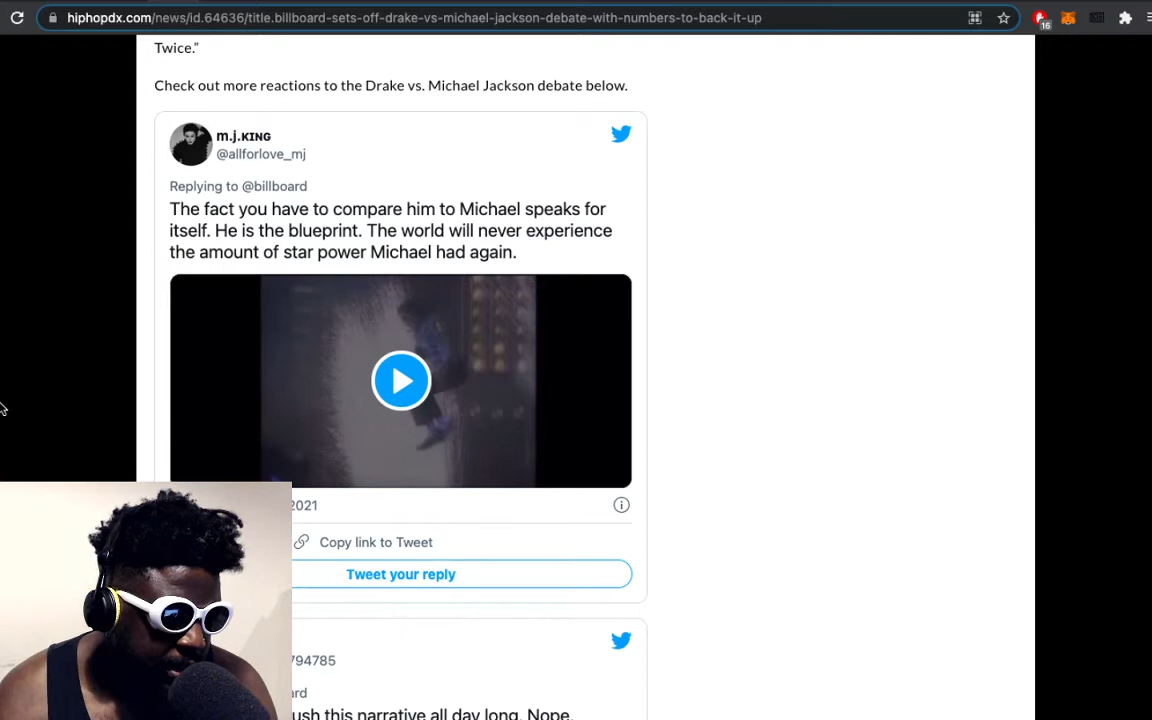 hiphopdx.com/news/id.64636/title.billboard-sets-off-drake-vs-michael-jackson-debate-with-numbers-to-back-it-up
16
Twice."
Check out more reactions to the Drake vs. Michael Jackson debate below.
m.j.ᴋɪɴɢ
@allforlove_mj
Replying to @billboard
The fact you have to compare him to Michael speaks for
itself. He is the blueprint. The world will never experience
the amount of star power Michael had again.
2021
Copy link to Tweet
Tweet your reply
794785
ard
ush this narrative all day long. Nope.